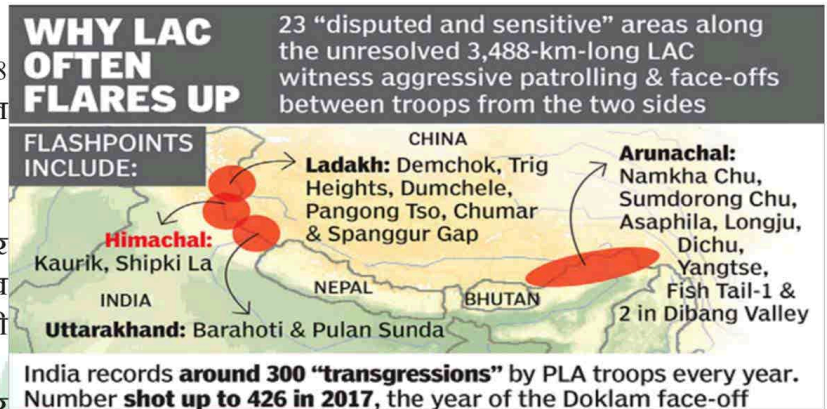 WHY LAC
OFTEN
FLARES UP
23 “disputed and sensitive” areas along
the unresolved 3,488-km-long LAC
witness aggressive patrolling & face-offs
between troops from the two sides
FLASHPOINTS
INCLUDE:
CHINA
Ladakh: Demchok, Trig
Heights, Dumchele,
Pangong Tso, Chumar
& Spanggur Gap
Arunachal:
Namkha Chu,
Sumdorong Chu,
Asaphila, Longju,
Dichu,
Yangtse,
Fish Tail-1 &
2 in Dibang Valley
Himachal:
Kaurik, Shipki La
INDIA
NEPAL
BHUTAN
Uttarakhand: Barahoti & Pulan Sunda
India records around 300 “transgressions” by PLA troops every year.
Number shot up to 426 in 2017, the year of the Doklam face-off